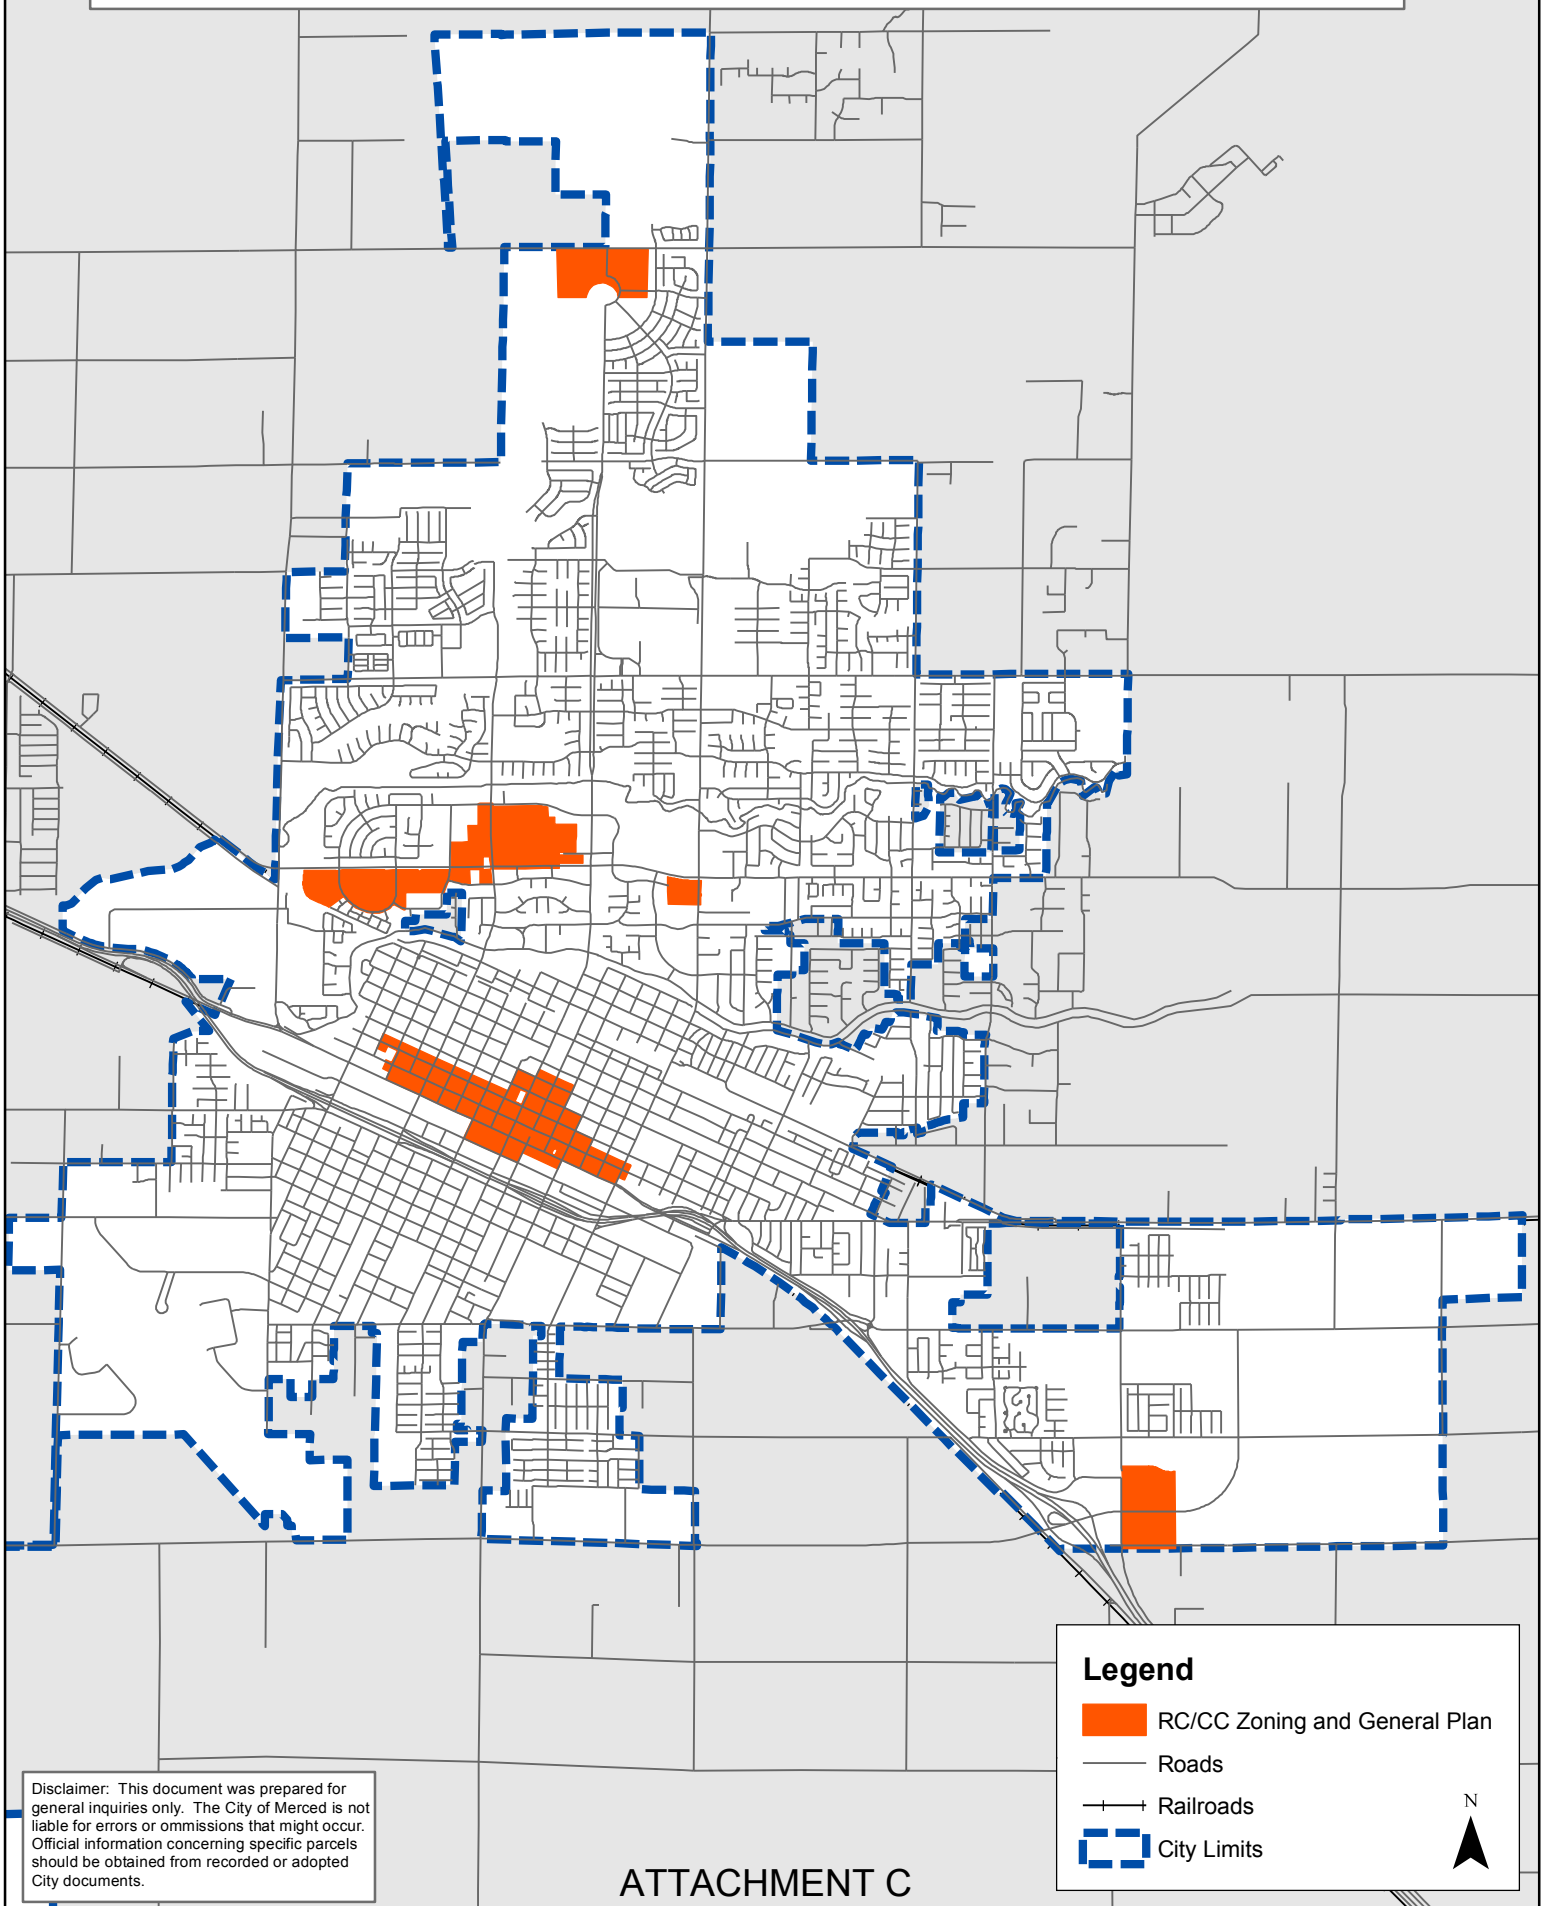 Legend
RC/CC Zoning and General Plan
Roads
Railroads
City Limits
N
Disclaimer:  This document was prepared for
general inquiries only.  The City of Merced is not
liable for errors or ommissions that might occur.
Official information concerning specific parcels
should be obtained from recorded or adopted
City documents.
ATTACHMENT C